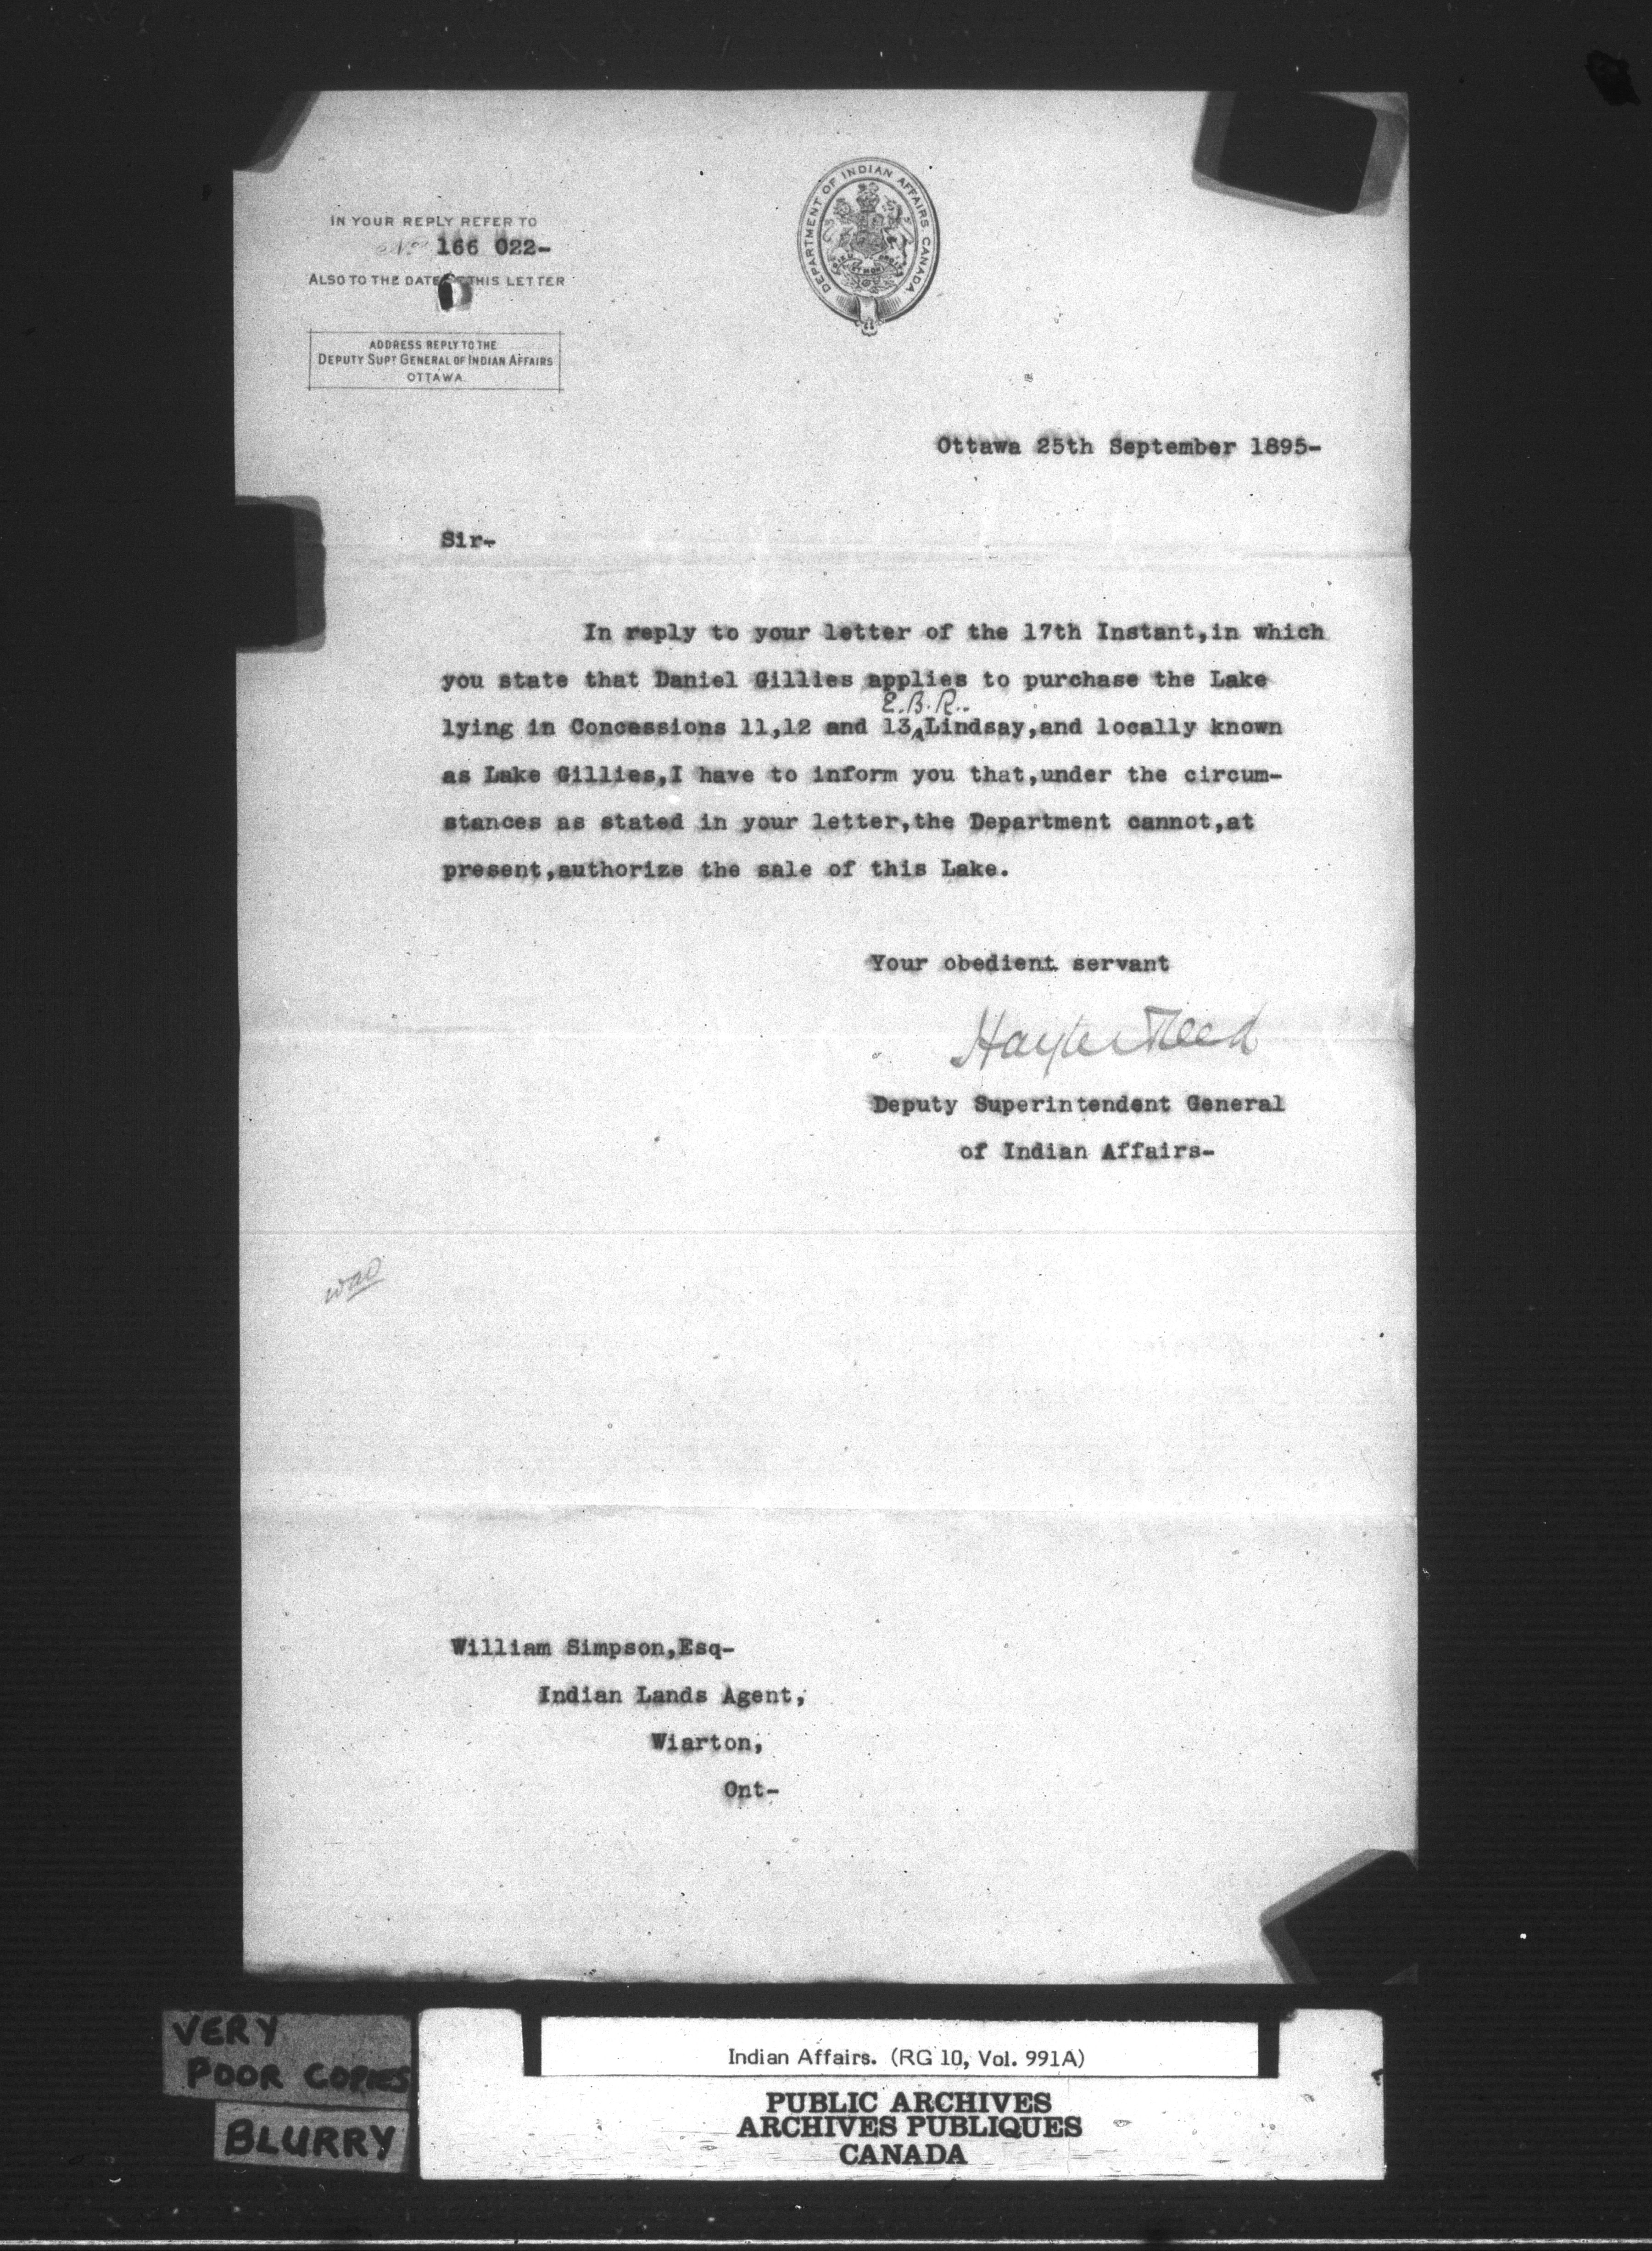 IN YOUR REPLY REFER TO
No 166 022-
ALSO TO THE DATE OF THIS LETTER
ADDRESS REPLY TO THE
DEPUTY SUPT GENERAL OF INDIAN AFFAIRS
OTTAWA
DEPARTMENT OF INDIAN AFFAIRS CANADA
Ottawa 25th September 1895-
Sir-
In reply to your letter of the 17th Instant,in which
you state that Daniel Gillies applies to purchase the Lake
E.B.R..
lying in Concessions 11,12 and 13,Lindsay,and locally known
as Lake Gillies,I have to inform you that,under the circum-
stances as stated in your letter,the Department cannot,at
present,authorize the sale of this Lake.
Your obedient servant
Hayter Reed
Deputy Superintendent General
of Indian Affairs-
William Simpson,Esq-
Indian Lands Agent,
Wiarton,
Ont-
VERY
POOR COPIES
BLURRY
Indian Affairs. (RG 10, Vol. 991A)
PUBLIC ARCHIVES
ARCHIVES PUBLIQUES
CANADA